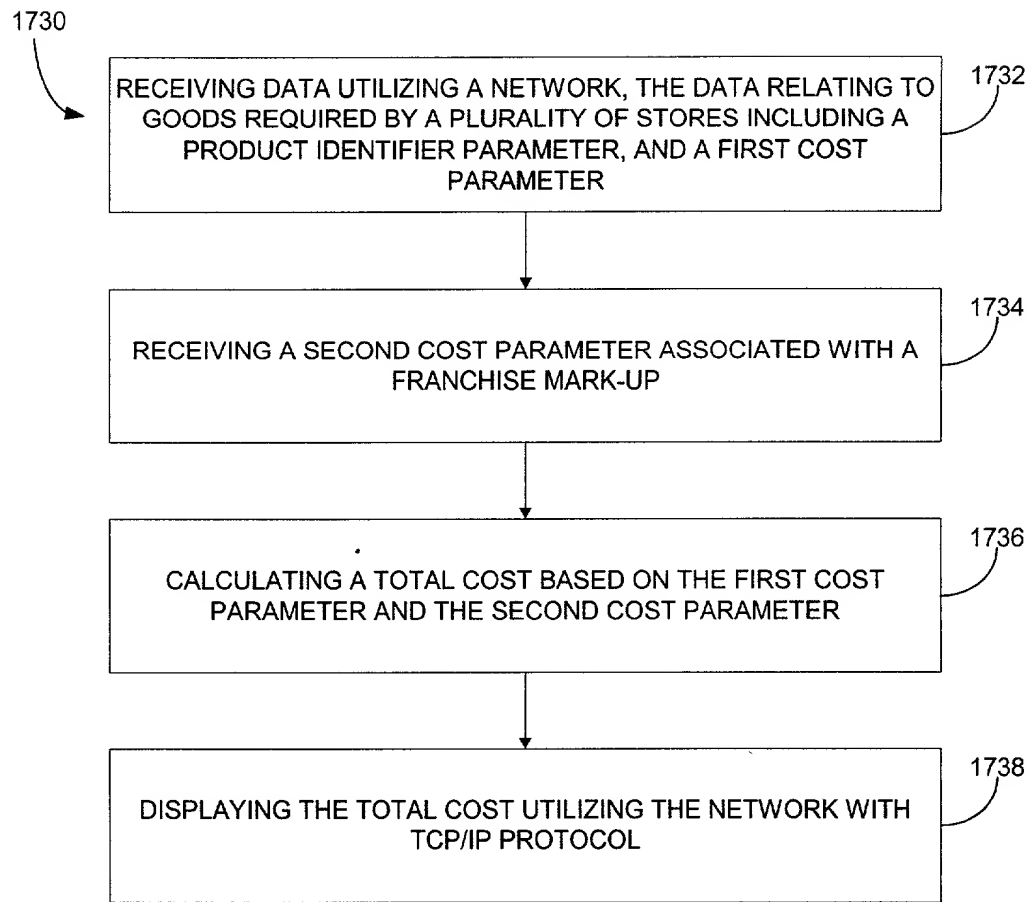 1730
RECEIVING DATA UTILIZING A NETWORK, THE DATA RELATING TO
GOODS REQUIRED BY A PLURALITY OF STORES INCLUDING A
PRODUCT IDENTIFIER PARAMETER, AND A FIRST COST
PARAMETER
1732
RECEIVING A SECOND COST PARAMETER ASSOCIATED WITH A
FRANCHISE MARK-UP
1734
CALCULATING A TOTAL COST BASED ON THE FIRST COST
PARAMETER AND THE SECOND COST PARAMETER
1736
DISPLAYING THE TOTAL COST UTILIZING THE NETWORK WITH
TCP/IP PROTOCOL
1738